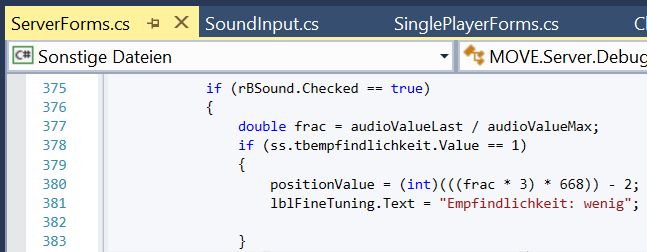 ServerForms.cs SoundInput.cs SinglePlayerForms.cs
C# Sonstige Dateien MOVE.Server.Debug
375 if (rBSound.Checked == true)
376 {
377 double frac = audioValueLast / audioValueMax;
378 if (ss.tbempfindlichkeit.Value == 1)
379 {
380 positionValue = (int)(((frac * 3) * 668)) - 2;
381 lblFineTuning.Text = "Empfindlichkeit: wenig";
382
383 }